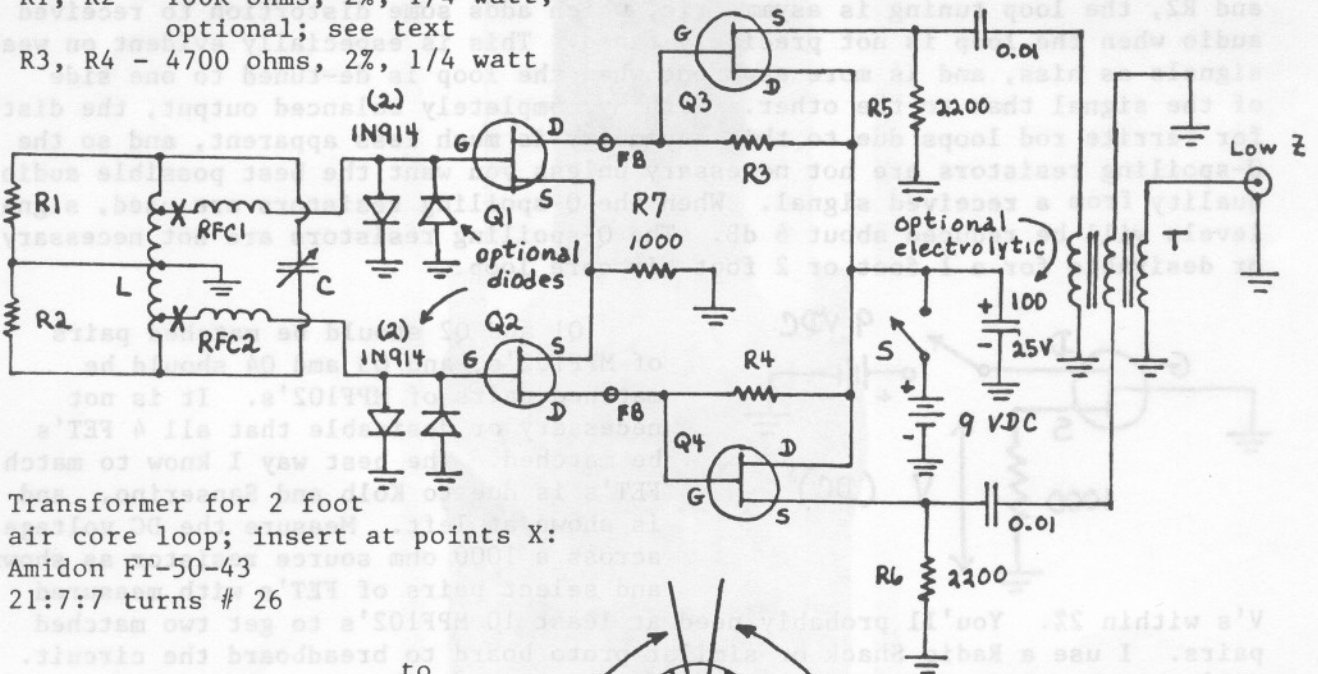 R1, R2 - ohms, 1/4 watt,
optional; see text
R3, R4 - 4700 ohms, 2%, 1/4 watt
G
S
D
Q3
0.01
R5
2200
Low Z
(2)
1N914
G
D
S
Q1
FB
R3
R1
RFC1
L
C
R2
RFC2
optional
diodes
R7
1000
optional
electrolytic
100
25V
(2)
1N914
Q2
G
S
D
FB
R4
S
9 VDC
Q4
D
G
S
0.01
R6
2200
Transformer for 2 foot
air core loop; insert at points X:
Amidon FT-50-43
21:7:7 turns # 26
to